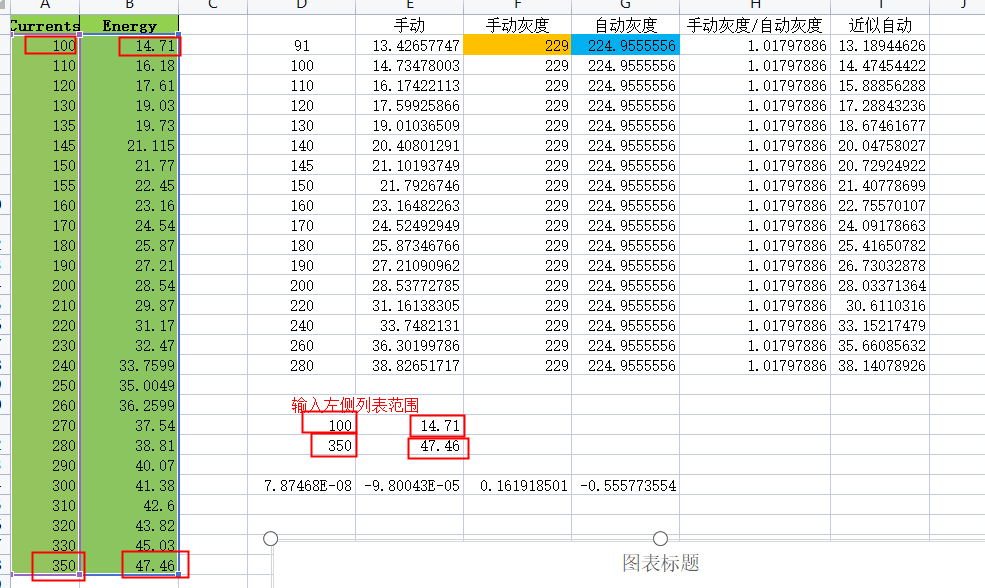 A B C D E F G H I J
Currents Energy 手动 手动灰度 自动灰度 手动灰度/自动灰度 近似自动
100 14.71 91 13.42657747 229 224.9555556 1.01797886 13.18944626
110 16.18 100 14.73478003 229 224.9555556 1.01797886 14.47454422
120 17.61 110 16.17422113 229 224.9555556 1.01797886 15.88856288
130 19.03 120 17.59925866 229 224.9555556 1.01797886 17.28843236
135 19.73 130 19.01036509 229 224.9555556 1.01797886 18.67461677
145 21.115 140 20.40801291 229 224.9555556 1.01797886 20.04758027
150 21.77 145 21.10193749 229 224.9555556 1.01797886 20.72924922
155 22.45 150 21.7926746 229 224.9555556 1.01797886 21.40778699
160 23.16 160 23.16482263 229 224.9555556 1.01797886 22.75570107
170 24.54 170 24.52492949 229 224.9555556 1.01797886 24.09178663
180 25.87 180 25.87346766 229 224.9555556 1.01797886 25.41650782
190 27.21 190 27.21090962 229 224.9555556 1.01797886 26.73032878
200 28.54 200 28.53772785 229 224.9555556 1.01797886 28.03371364
210 29.87 220 31.16138305 229 224.9555556 1.01797886 30.6110316
220 31.17 240 33.7482131 229 224.9555556 1.01797886 33.15217479
230 32.47 260 36.30199786 229 224.9555556 1.01797886 35.66085632
240 33.7599 280 38.82651717 229 224.9555556 1.01797886 38.14078926
250 35.0049
260 36.2599 输入左侧列表范围
270 37.54 100 14.71
280 38.81 350 47.46
290 40.07
300 41.38 7.87468E-08 -9.80043E-05 0.161918501 -0.555773554
310 42.6
320 43.82
330 45.03
350 47.46
图表标题